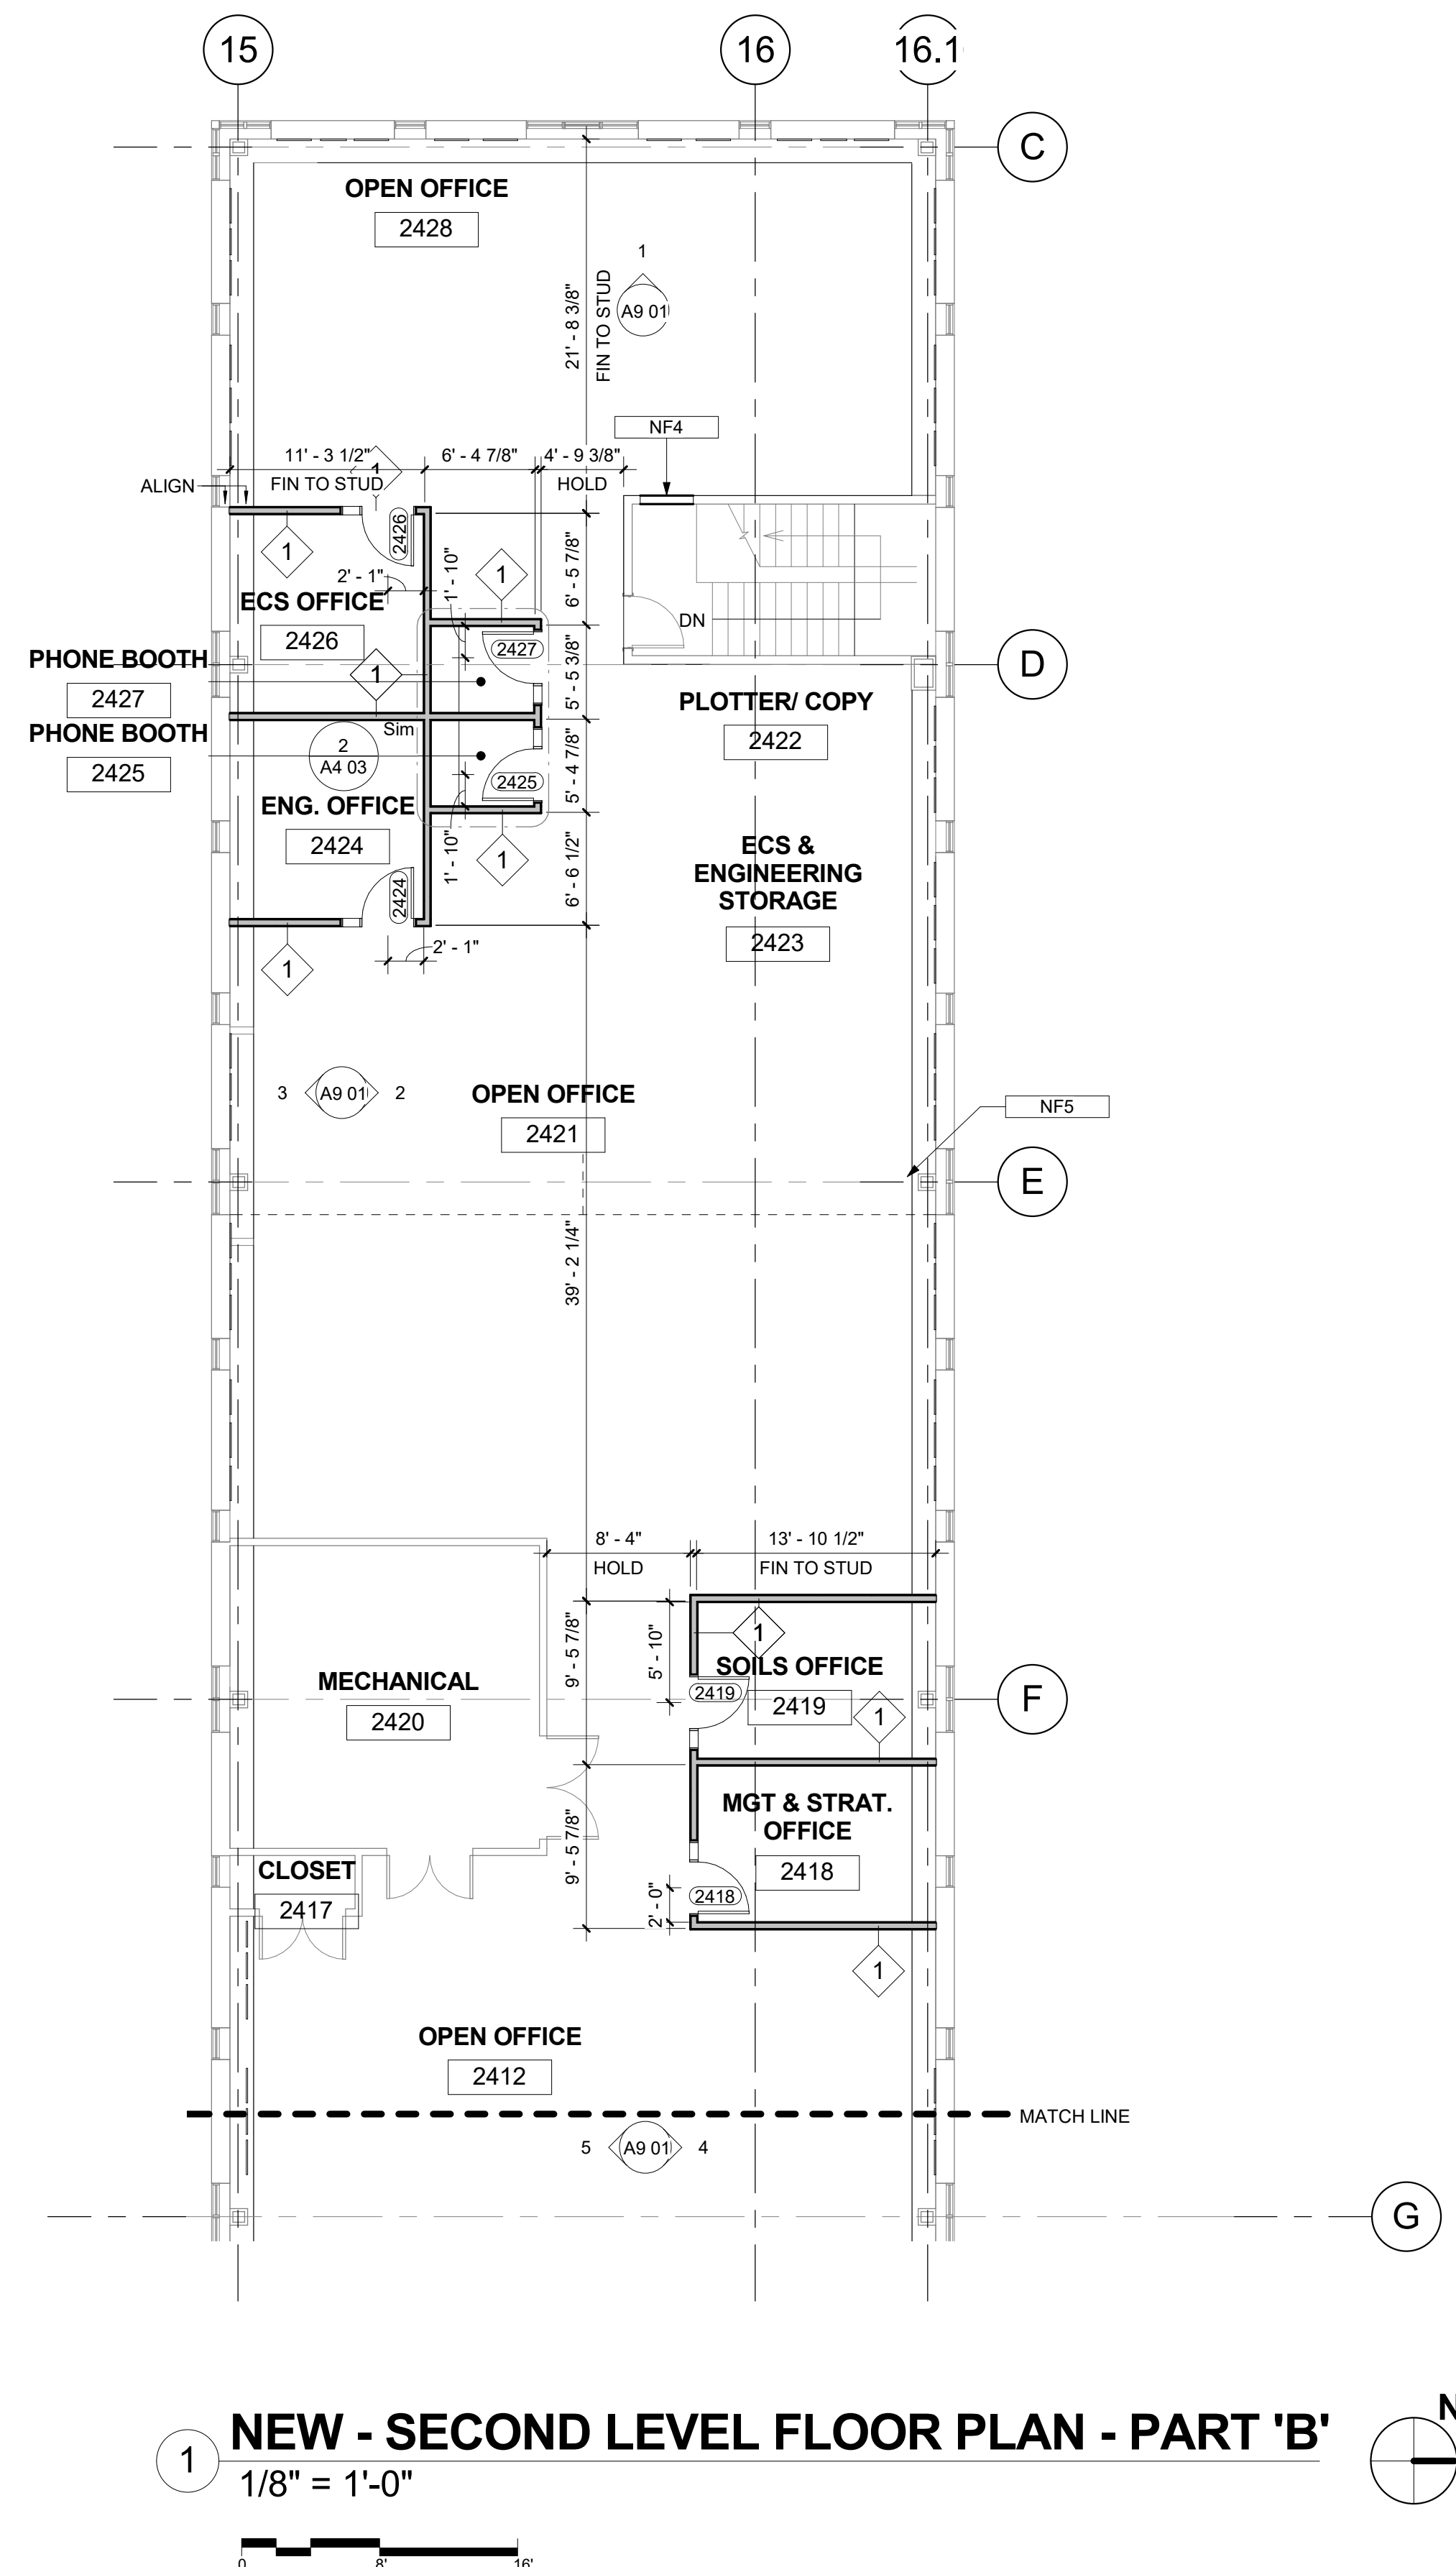 15
16
16.1
C
OPEN OFFICE
2428
1
A9 01
21' - 8 3/8"
FIN TO STUD
NF4
11' - 3 1/2"
6' - 4 7/8"
4' - 9 3/8"
FIN TO STUD
HOLD
ALIGN
1
1
2426
2' - 1"
1' - 10"
1
6' - 5 7/8"
ECS OFFICE
2426
DN
2427
5' - 5 3/8"
D
PHONE BOOTH
2427
1
PLOTTER/ COPY
2422
PHONE BOOTH
2425
Sim
2
A4 03
2425
5' - 4 7/8"
ENG. OFFICE
2424
1' - 10"
1
6' - 6 1/2"
ECS &
ENGINEERING
STORAGE
2423
2424
2' - 1"
1
3
A9 01
2
OPEN OFFICE
2421
NF5
E
39' - 2 1/4"
8' - 4"
13' - 10 1/2"
HOLD
FIN TO STUD
9' - 5 7/8"
5' - 10"
1
SOILS OFFICE
2419
2419
1
F
MECHANICAL
2420
MGT & STRAT.
OFFICE
2418
9' - 5 7/8"
2' - 0"
2418
CLOSET
2417
1
OPEN OFFICE
2412
MATCH LINE
5
A9 01
4
G
1
NEW - SECOND LEVEL FLOOR PLAN - PART 'B'
1/8" = 1'-0"
N
0
8'
16'